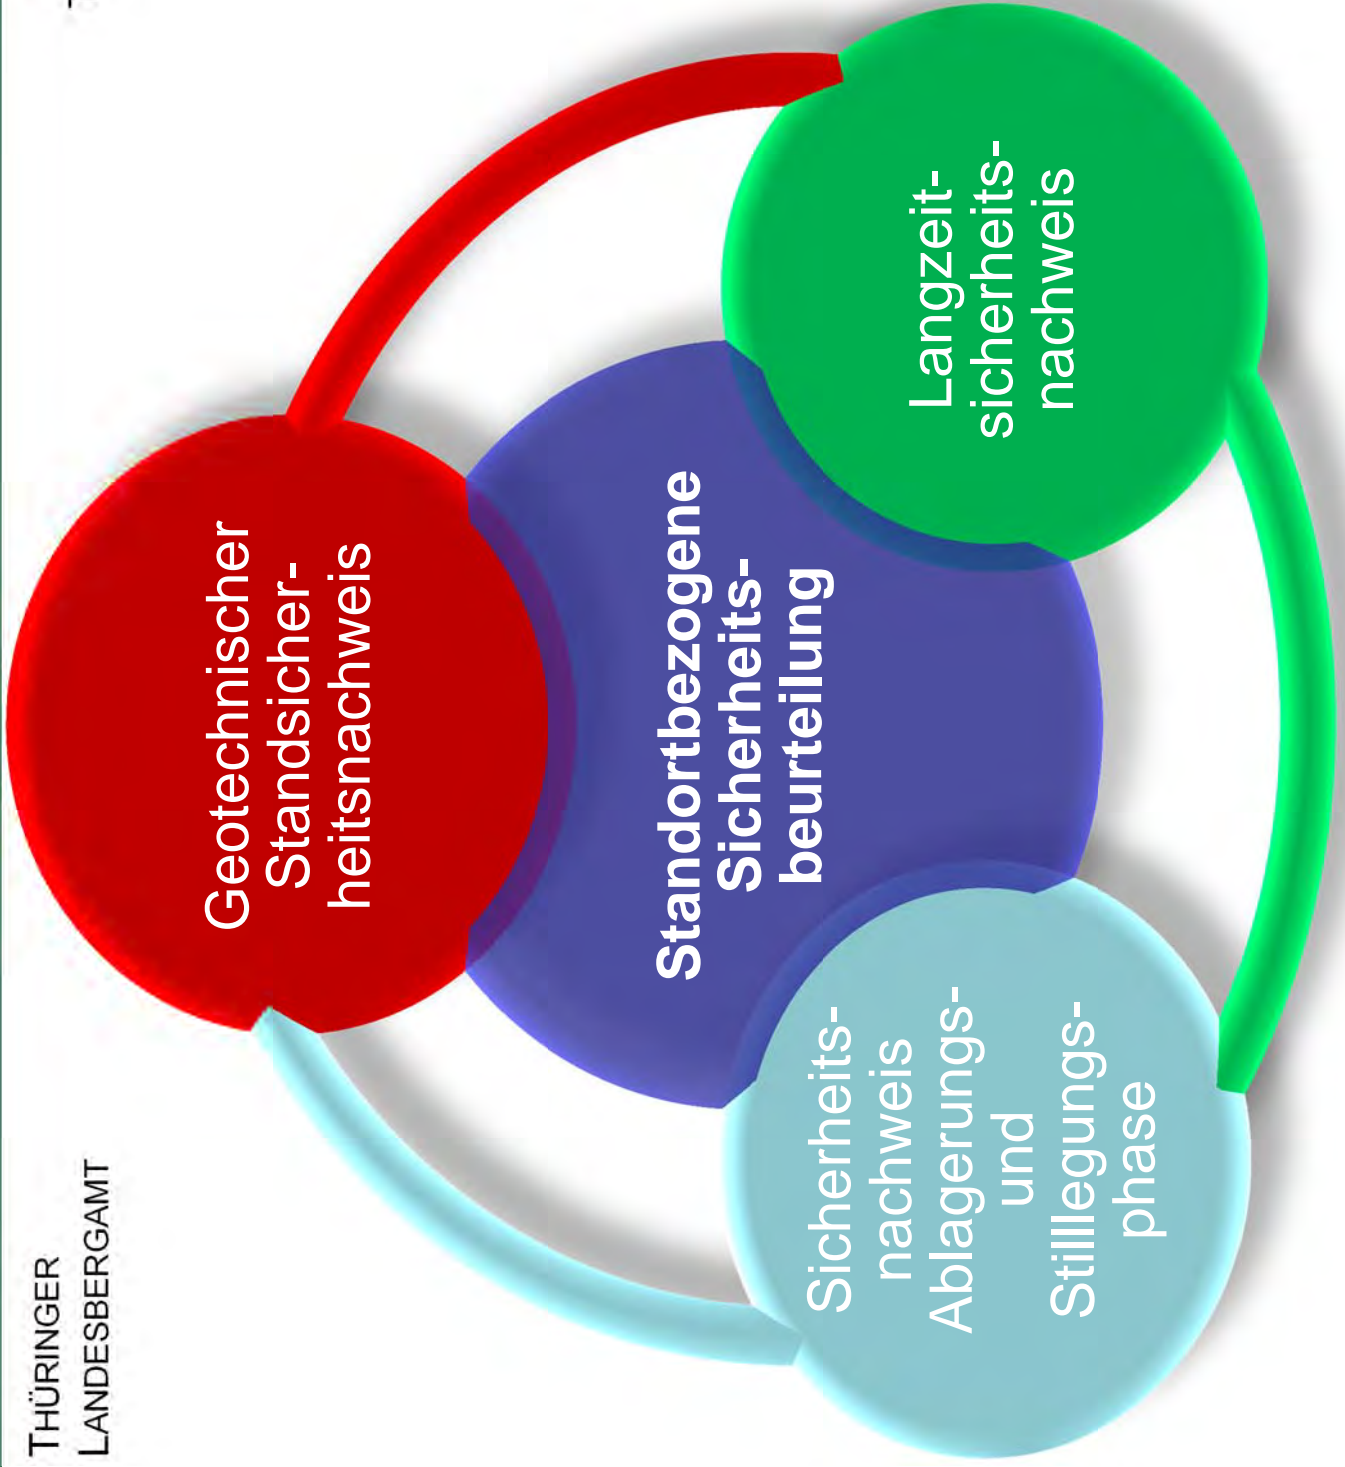 THÜRINGER
LANDESBERGAMT
Geotechnischer
Standsicher-
heitsnachweis
Standortbezogene
Sicherheits-
beurteilung
Sicherheits-
nachweis
Ablagerungs-
und
Stilllegungs-
phase
Langzeit-
sicherheits-
nachweis